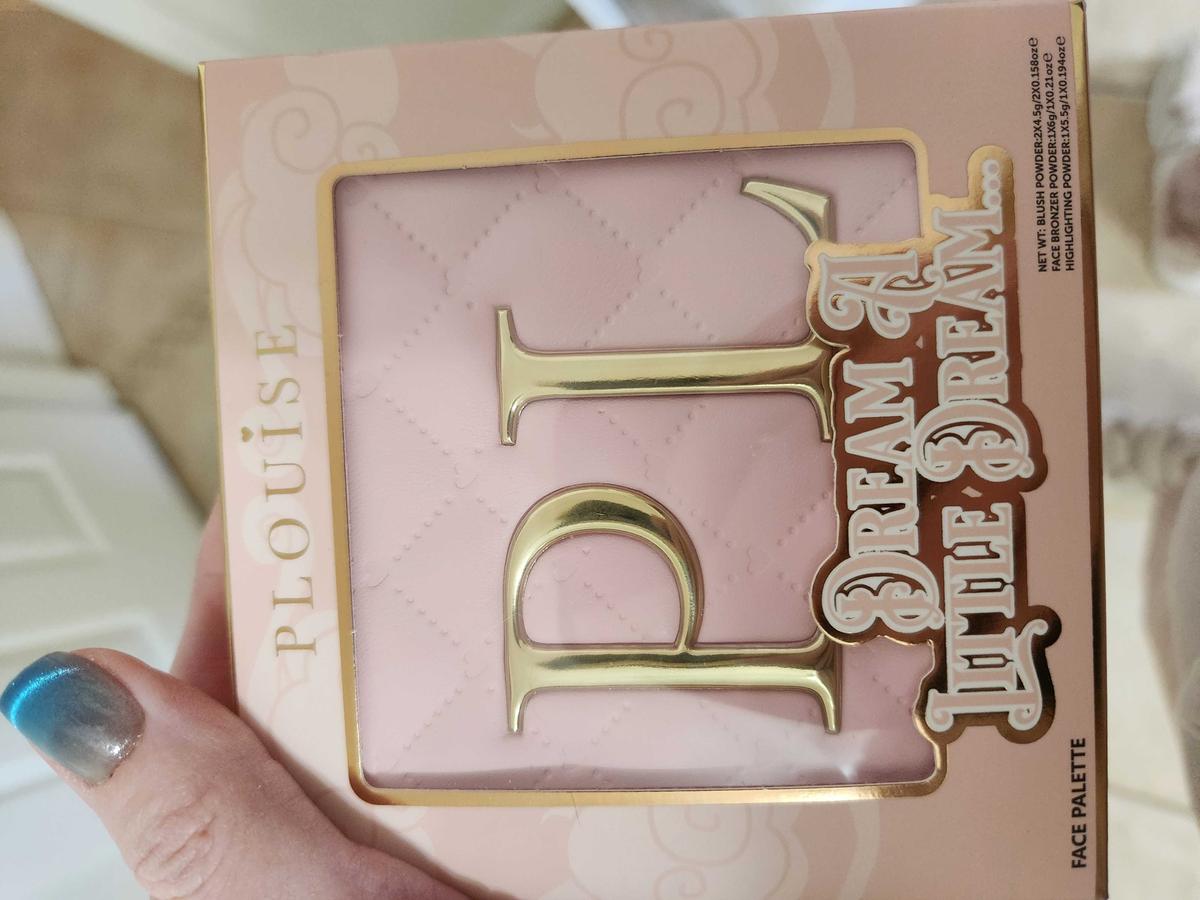 PLOUISE
PL
DREAM A
LITTLE DREAM...
FACE PALETTE
NET WT: BLUSH POWDER:2X4.5g/2X0.158oz℮
FACE BRONZER POWDER:1X6g/1X0.21oz℮
HIGHLIGHTING POWDER:1X5.5g/1X0.194oz℮